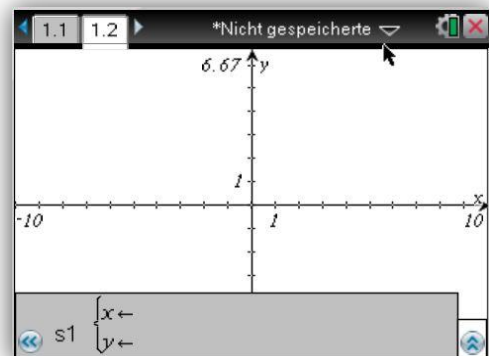 1.1 1.2 *Nicht gespeicherte
6.67 y
1
x
-10 1 10
s1 x←
y←